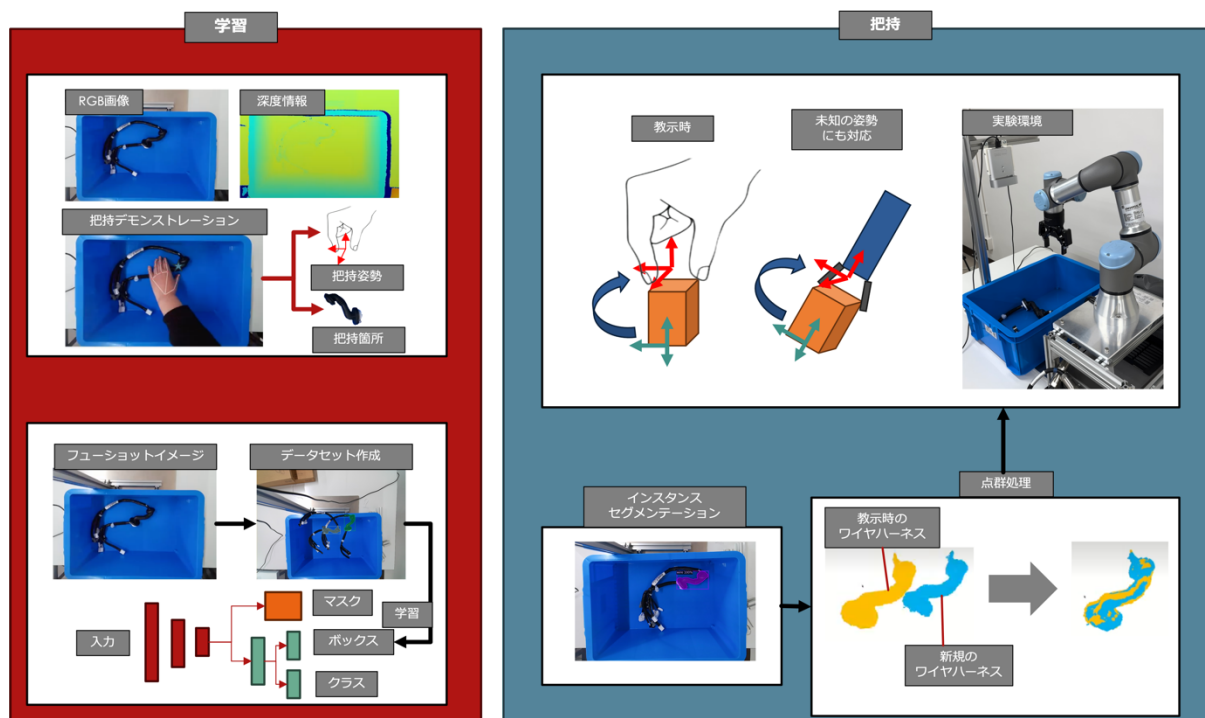 学習
RGB画像
深度情報
把持デモンストレーション
把持姿勢
把持箇所
フューショットイメージ
データセット作成
マスク
学習
入力
ボックス
クラス
把持
教示時
未知の姿勢
にも対応
実験環境
インスタンス
セグメンテーション
点群処理
教示時の
ワイヤハーネス
新規の
ワイヤハーネス